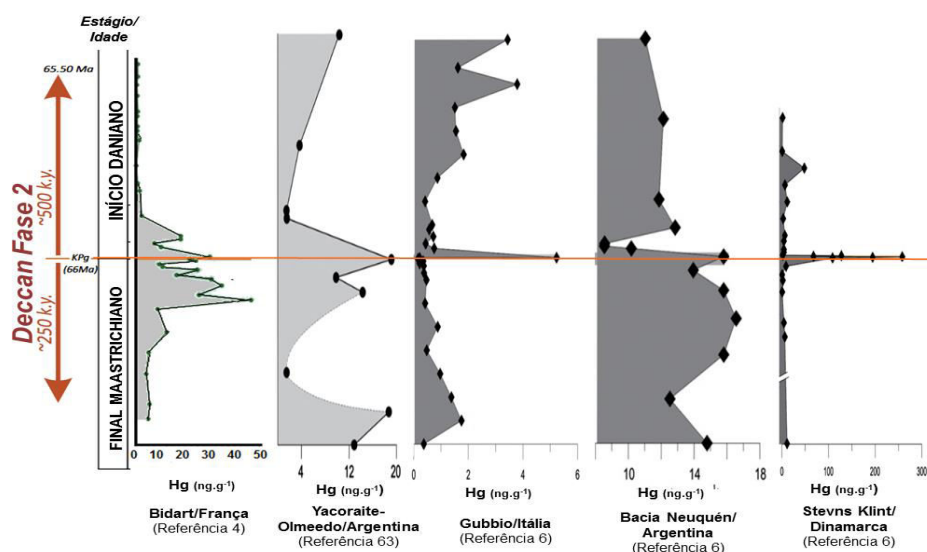 Estágio/
Idade
65.50 Ma
Deccan Fase 2
~500 k.y.
~250 k.y.
INÍCIO DANIANO
KPg
(66Ma)
FINAL MAASTRICHIANO
0 10 20 30 40 50
4 12 20
0 2 4 6
10 14 16 18
0 100 200 300
Hg (ng.g-1)
Hg (ng.g-1)
Hg (ng.g-1)
Hg (ng.g-1)
Hg (ng.g-1)
Bidart/França
(Referência 4)
Yacoraite-
Olmeedo/Argentina
(Referência 63)
Gubbio/Itália
(Referência 6)
Bacia Neuquén/
Argentina
(Referência 6)
Stevns Klint/
Dinamarca
(Referência 6)